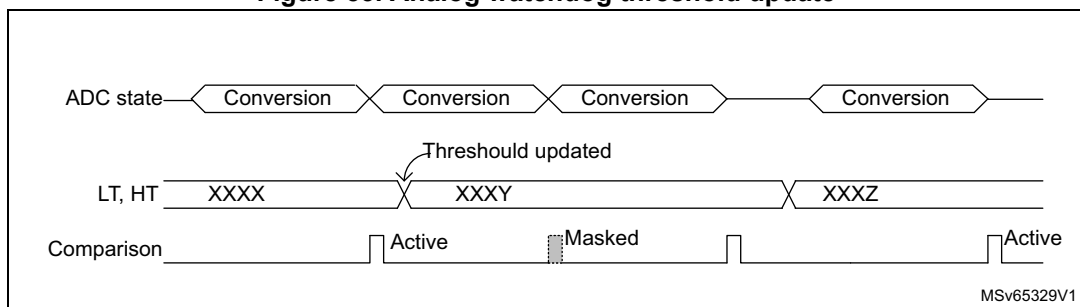 Figure Analog watchdog threshold update
ADC state Conversion Conversion Conversion Conversion
Threshould updated
LT, HT XXXX XXXY XXXZ
Comparison Active Masked Active
MSv65329V1